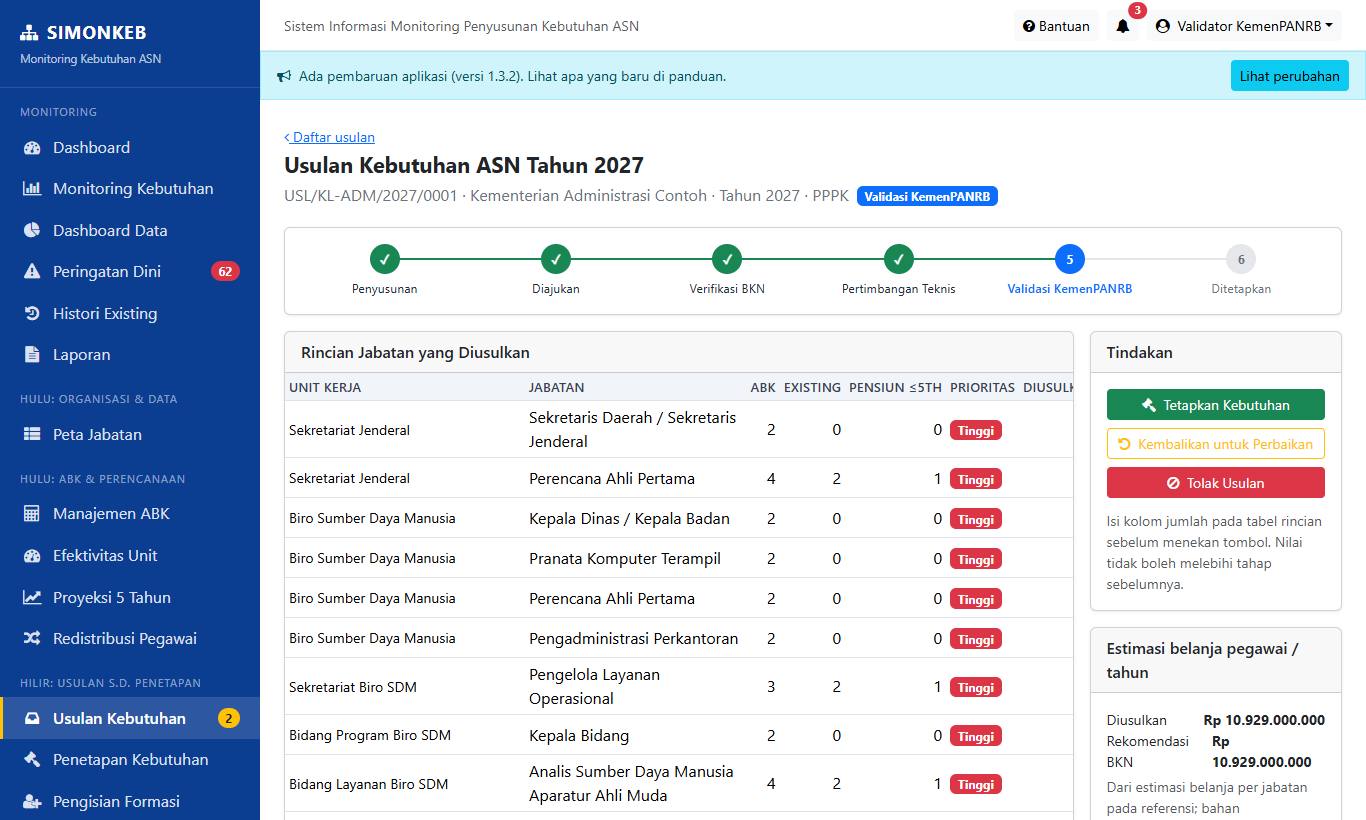 SIMONKEB
Monitoring Kebutuhan ASN
MONITORING
Dashboard
Monitoring Kebutuhan
Dashboard Data
Peringatan Dini 62
Histori Existing
Laporan
HULU: ORGANISASI & DATA
Peta Jabatan
HULU: ABK & PERENCANAAN
Manajemen ABK
Efektivitas Unit
Proyeksi 5 Tahun
Redistribusi Pegawai
HILIR: USULAN S.D. PENETAPAN
Usulan Kebutuhan 2
Penetapan Kebutuhan
Pengisian Formasi
Sistem Informasi Monitoring Penyusunan Kebutuhan ASN
Bantuan 3 Validator KemenPANRB
Ada pembaruan aplikasi (versi 1.3.2). Lihat apa yang baru di panduan. Lihat perubahan
Daftar usulan
Usulan Kebutuhan ASN Tahun 2027
USL/KL-ADM/2027/0001 · Kementerian Administrasi Contoh · Tahun 2027 · PPPK Validasi KemenPANRB
✓ ✓ ✓ ✓ 5 6
Penyusunan Diajukan Verifikasi BKN Pertimbangan Teknis Validasi KemenPANRB Ditetapkan
Rincian Jabatan yang Diusulkan
UNIT KERJA JABATAN ABK EXISTING PENSIUN ≤5TH PRIORITAS DIUSULK
Sekretariat Jenderal Sekretaris Daerah / Sekretaris Jenderal 2 0 0 Tinggi
Sekretariat Jenderal Perencana Ahli Pertama 4 2 1 Tinggi
Biro Sumber Daya Manusia Kepala Dinas / Kepala Badan 2 0 0 Tinggi
Biro Sumber Daya Manusia Pranata Komputer Terampil 2 0 0 Tinggi
Biro Sumber Daya Manusia Perencana Ahli Pertama 2 0 0 Tinggi
Biro Sumber Daya Manusia Pengadministrasi Perkantoran 2 0 0 Tinggi
Sekretariat Biro SDM Pengelola Layanan Operasional 3 2 1 Tinggi
Bidang Program Biro SDM Kepala Bidang 2 0 0 Tinggi
Bidang Layanan Biro SDM Analis Sumber Daya Manusia Aparatur Ahli Muda 4 2 1 Tinggi
Tindakan
Tetapkan Kebutuhan
Kembalikan untuk Perbaikan
Tolak Usulan
Isi kolom jumlah pada tabel rincian
sebelum menekan tombol. Nilai
tidak boleh melebihi tahap
sebelumnya.
Estimasi belanja pegawai /
tahun
Diusulkan Rp 10.929.000.000
Rekomendasi Rp
BKN 10.929.000.000
Dari estimasi belanja per jabatan
pada referensi; bahan